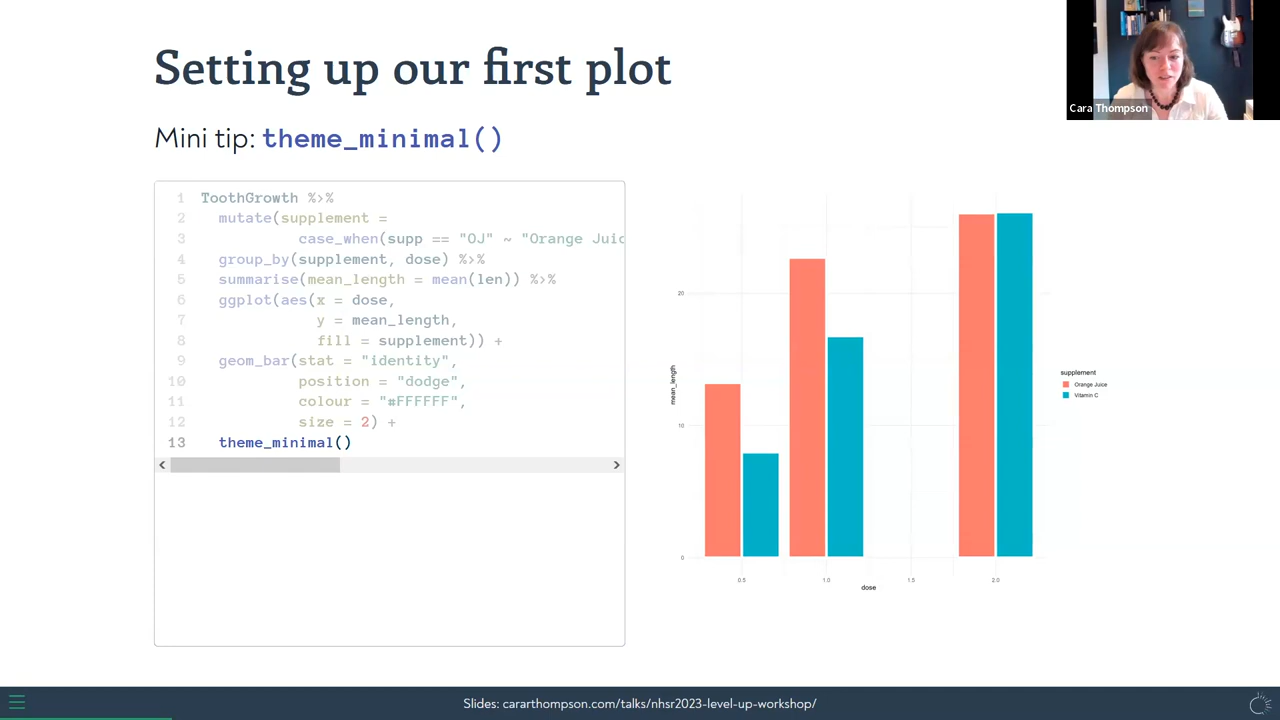 Setting up our first plot
Cara Thompson
Mini tip: theme_minimal()
1 ToothGrowth %>%
2 mutate(supplement =
3 case_when(supp == "OJ" ~ "Orange Juic
4 group_by(supplement, dose) %>%
5 summarise(mean_length = mean(len)) %>%
6 ggplot(aes(x = dose,
7 y = mean_length,
8 fill = supplement)) +
9 geom_bar(stat = "identity",
10 position = "dodge",
11 colour = "#FFFFFF",
12 size = 2) +
13 theme_minimal()
20
10
0
mean_length
0.5 1.0 1.5 2.0
dose
supplement
Orange Juice
Vitamin C
Slides: cararthompson.com/talks/nhsr2023-level-up-workshop/